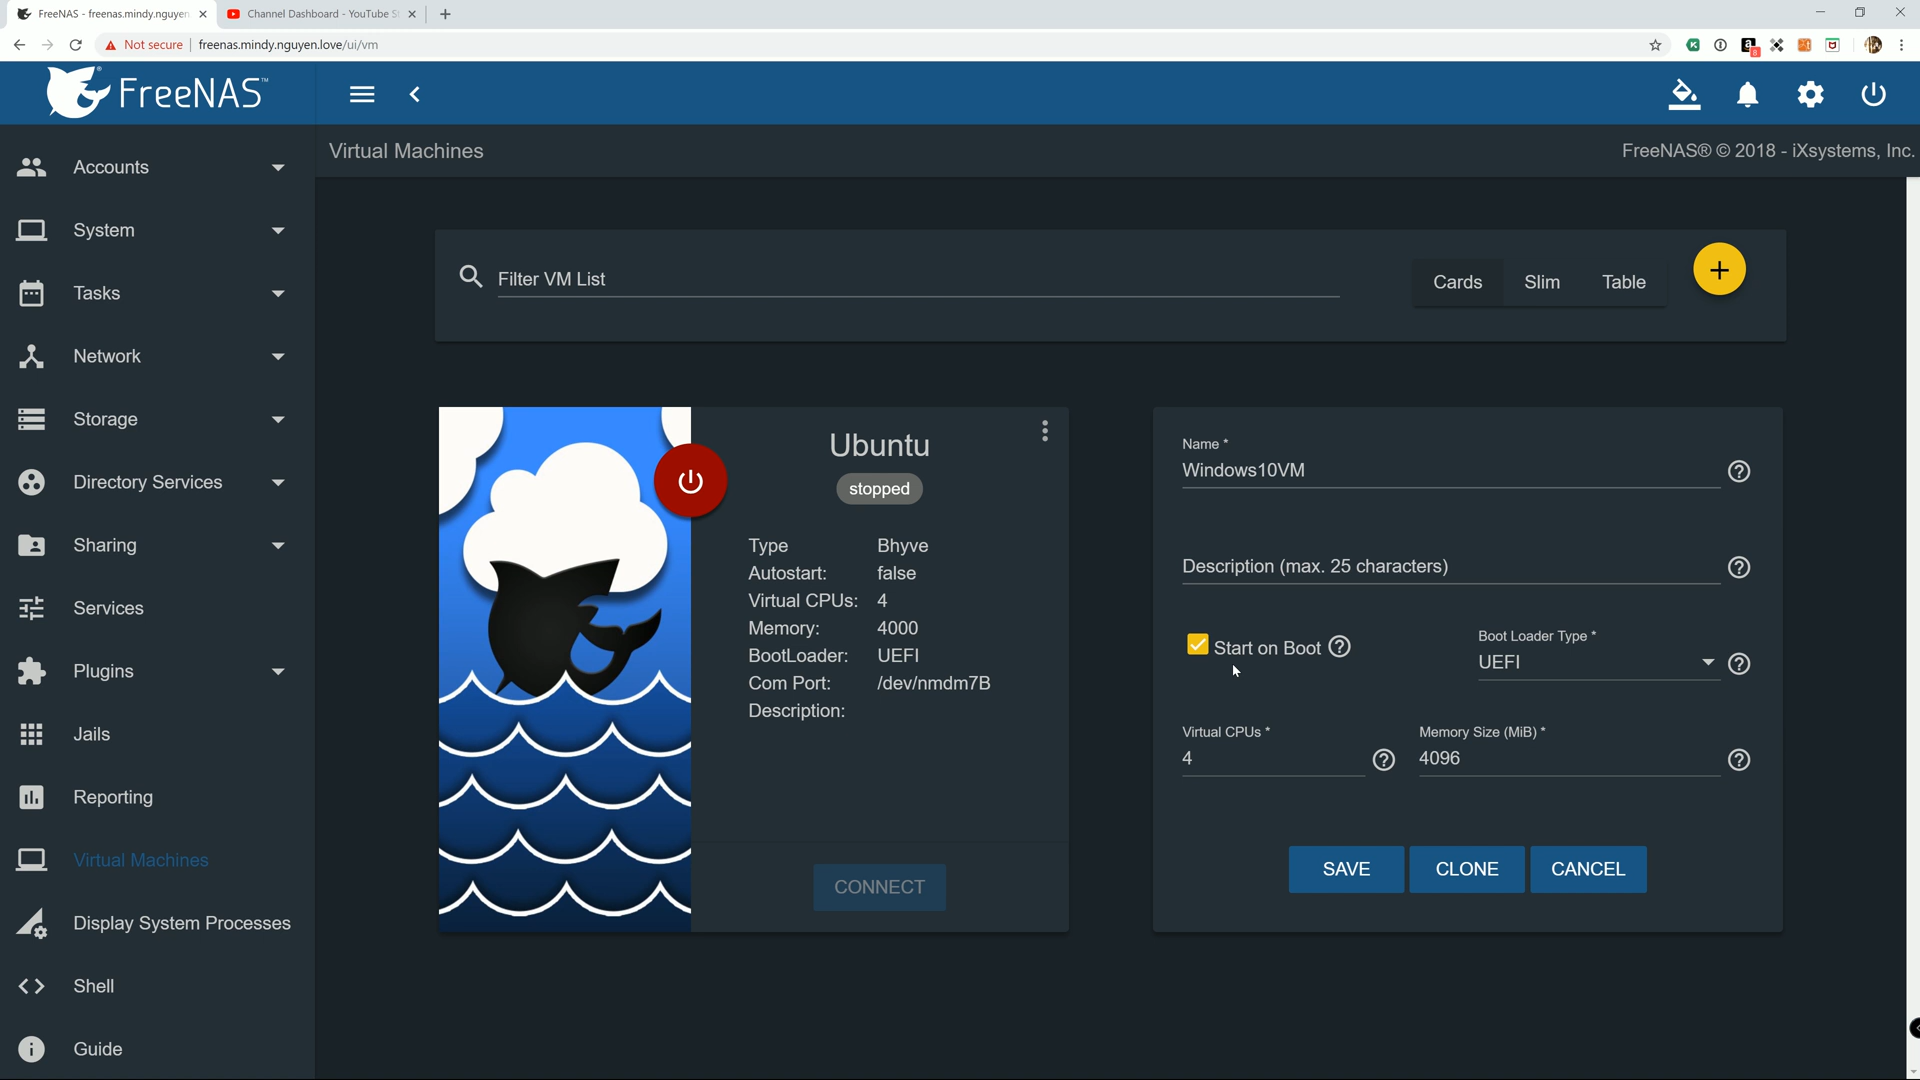 FreeNAS - freenas.mindy.nguyen
Channel Dashboard - YouTube S
Not secure
freenas.mindy.nguyen.love/ui/vm
8
FreeNAS™
Virtual Machines
FreeNAS® © 2018 - iXsystems, Inc.
Accounts
System
Tasks
Network
Storage
Directory Services
Sharing
Services
Plugins
Jails
Reporting
Virtual Machines
Display System Processes
Shell
Guide
Filter VM List
Cards
Slim
Table
Ubuntu
stopped
Type Bhyve
Autostart: false
Virtual CPUs: 4
Memory: 4000
BootLoader: UEFI
Com Port: /dev/nmdm7B
Description:
CONNECT
Name *
Windows10VM
Description (max. 25 characters)
Start on Boot
Boot Loader Type *
UEFI
Virtual CPUs *
4
Memory Size (MiB) *
4096
SAVE
CLONE
CANCEL